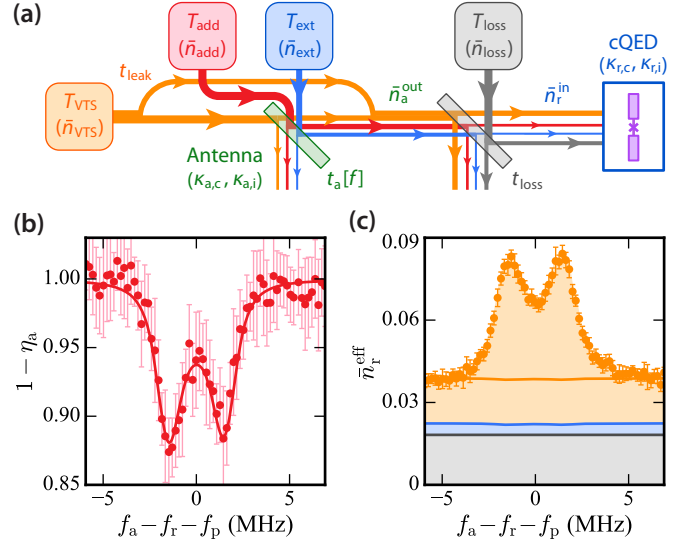 (a)
T_add
(n̄_add)
T_ext
(n̄_ext)
T_loss
(n̄_loss)
cQED
(κ_r,c, κ_r,i)
t_leak
T_VTS
(n̄_VTS)
n̄_a^out
n̄_r^in
Antenna
(κ_a,c, κ_a,i)
t_a[f]
t_loss
(b)
1.00
0.95
0.90
0.85
1 − η_a
−5 0 5
f_a − f_r − f_p (MHz)
(c)
0.09
0.06
0.03
0
n̄_r^eff
−5 0 5
f_a − f_r − f_p (MHz)